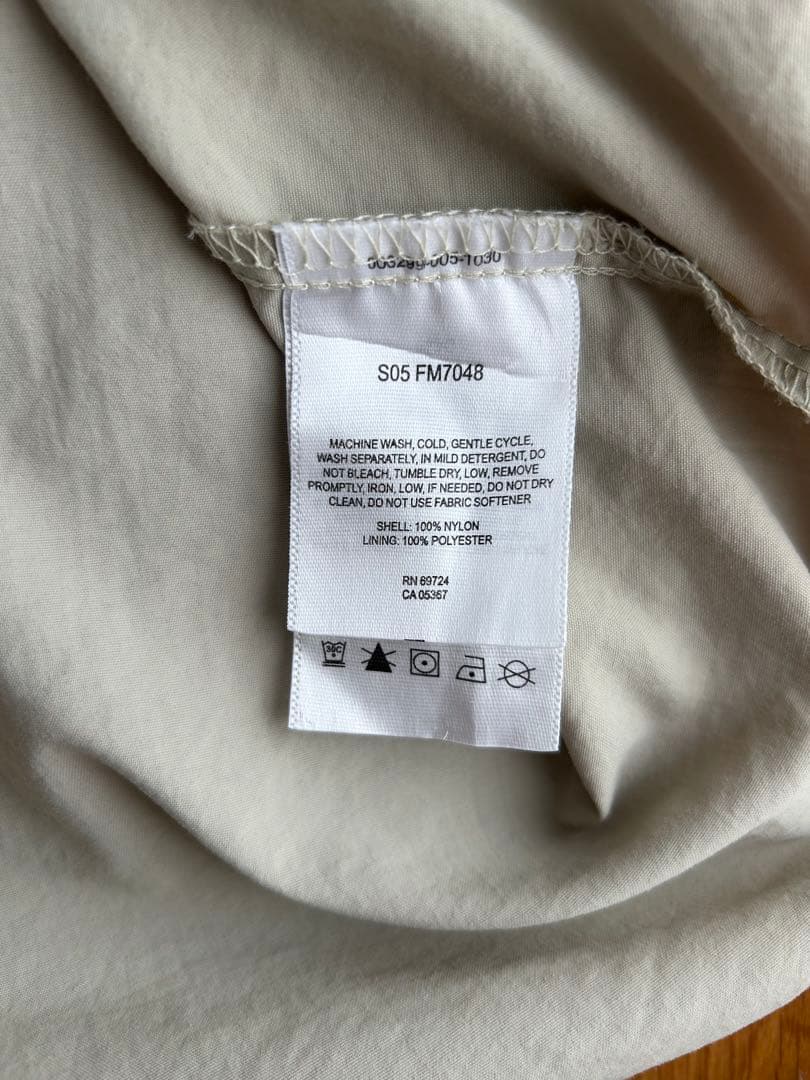 S05 FM7048
MACHINE WASH, COLD, GENTLE CYCLE,
WASH SEPARATELY, IN MILD DETERGENT, DO
NOT BLEACH, TUMBLE DRY, LOW, REMOVE
PROMPTLY, IRON, LOW, IF NEEDED, DO NOT DRY
CLEAN, DO NOT USE FABRIC SOFTENER
SHELL: 100% NYLON
LINING: 100% POLYESTER
RN 69724
CA 05367
30C